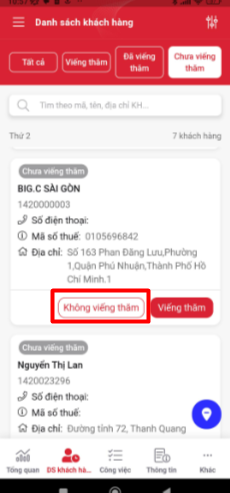 Danh sách khách hàng
Tất cả
Viếng thăm
Đã viếng
thăm
Chưa viếng
thăm
Tìm theo mã, tên, địa chỉ KH...
Thứ 2
7 khách hàng
Chưa viếng thăm
BIG.C SÀI GÒN
1420000003
Số điện thoại:
Mã số thuế: 0105696842
Địa chỉ: Số 163 Phan Đăng Lưu,Phường
1,Quận Phú Nhuận,Thành Phố Hồ
Chí Minh.1
Không viếng thăm
Viếng thăm
Chưa viếng thăm
Nguyến Thị Lan
1420023296
Số điện thoại:
Mã số thuế:
Địa chỉ: Đường tỉnh 72, Thanh Quang
Tổng quan
DS khách hà...
Công việc
Thông tin
Khác